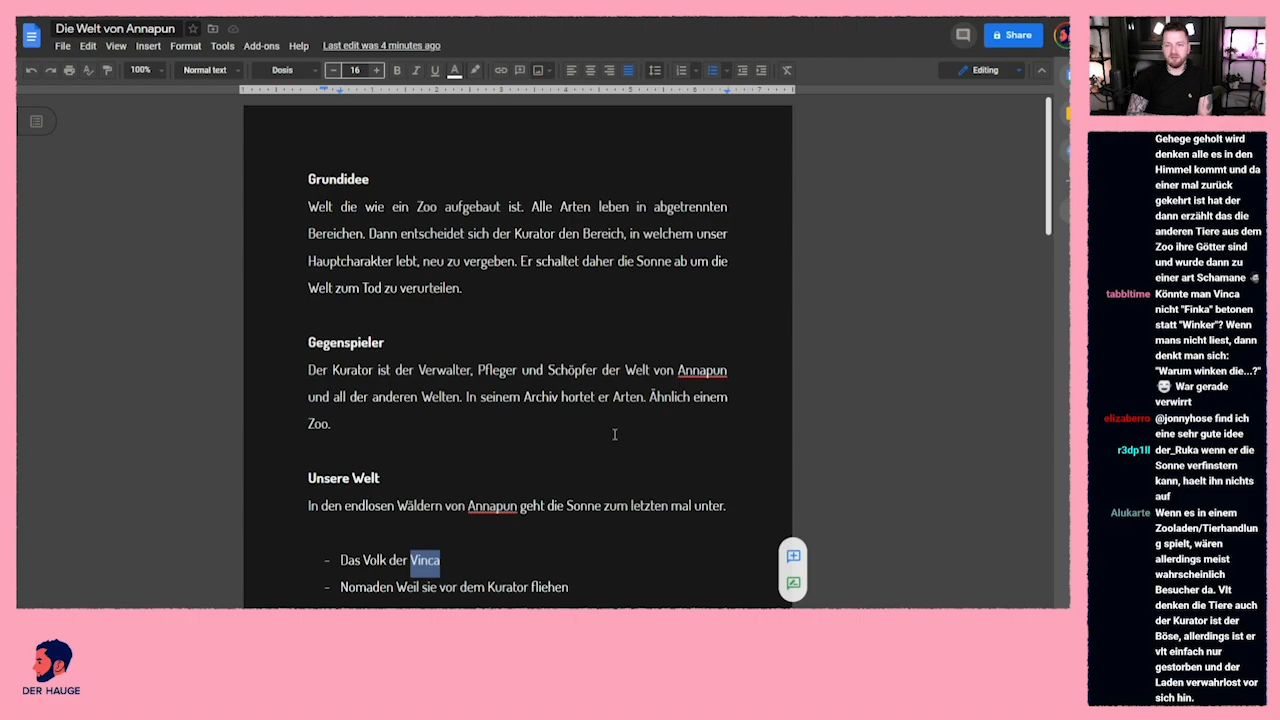 Die Welt von Annapun
File Edit View Insert Format Tools Add-ons Help Last edit was 4 minutes ago
Share
100% Normal text Dosis 16 Editing
Grundidee
Welt die wie ein Zoo aufgebaut ist. Alle Arten leben in abgetrennten
Bereichen. Dann entscheidet sich der Kurator den Bereich, in welchem unser
Hauptcharakter lebt, neu zu vergeben. Er schaltet daher die Sonne ab um die
Welt zum Tod zu verurteilen.
Gegenspieler
Der Kurator ist der Verwalter, Pfleger und Schöpfer der Welt von Annapun
und all der anderen Welten. In seinem Archiv hortet er Arten. Ähnlich einem
Zoo.
Unsere Welt
In den endlosen Wäldern von Annapun geht die Sonne zum letzten mal unter.
- Das Volk der Vinca
- Nomaden Weil sie vor dem Kurator fliehen
Gehege geholt wird
denken alle es in den
Himmel kommt und da
einer mal zurück
gekehrt ist hat der
dann erzählt das die
anderen Tiere aus dem
Zoo ihre Götter sind
und wurde dann zu
einer art Schamane
tabbltime Könnte man Vinca
nicht "Finka" betonen
statt "Winker"? Wenn
mans nicht liest, dann
denkt man sich:
"Warum winken die...?"
War gerade
verwirrt
elizaberro @jonnyhose find ich
eine sehr gute idee
r3dp1ll der_Ruka wenn er die
Sonne verfinstern
kann, haelt ihn nichts
auf
Alukarte Wenn es in einem
Zooladen/Tierhandlun
g spielt, wären
allerdings meist
wahrscheinlich
Besucher da. Vlt
denken die Tiere auch
der Kurator ist der
Böse, allerdings ist er
vlt einfach nur
gestorben und der
Laden verwahrlost vor
sich hin.
DER HAUGE